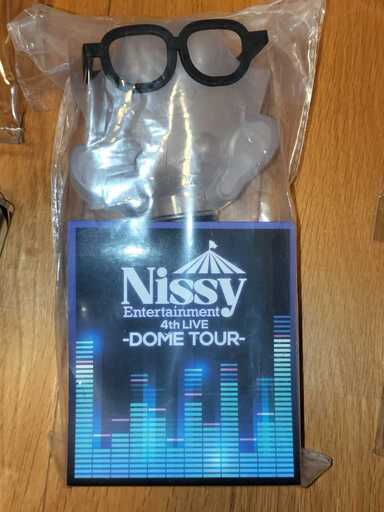 Nissy
Entertainment
4th LIVE
-DOME TOUR-